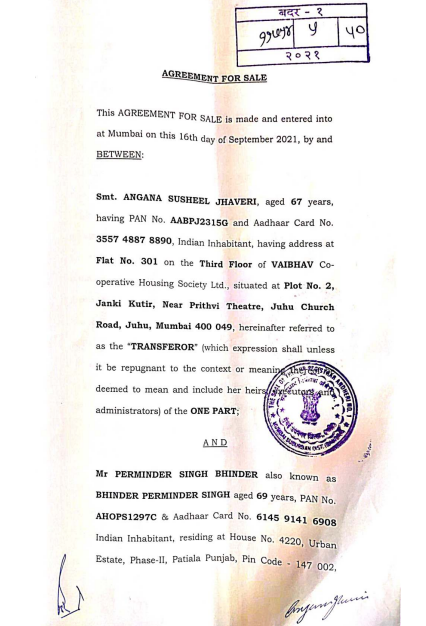 बदर - १
५ ५०
२०२१
AGREEMENT FOR SALE
This AGREEMENT FOR SALE is made and entered into
at Mumbai on this 16th day of September 2021, by and
BETWEEN:
Smt. ANGANA SUSHEEL JHAVERI, aged 67 years,
having PAN No. AABPJ2315G and Aadhaar Card No.
3557 4887 8890, Indian Inhabitant, having address at
Flat No. 301 on the Third Floor of VAIBHAV Co-
operative Housing Society Ltd., situated at Plot No. 2,
Janki Kutir, Near Prithvi Theatre, Juhu Church
Road, Juhu, Mumbai 400 049, hereinafter referred to
as the "TRANSFEROR" (which expression shall unless
it be repugnant to the context or meaning
deemed to mean and include her heirs, executors and
administrators) of the ONE PART;
AND
Mr PERMINDER SINGH BHINDER also known as
BHINDER PERMINDER SINGH aged 69 years, PAN No.
AHOPS1297C & Aadhaar Card No. 6145 9141 6908
Indian Inhabitant, residing at House No. 4220, Urban
Estate, Phase-II, Patiala Punjab, Pin Code - 147 002,